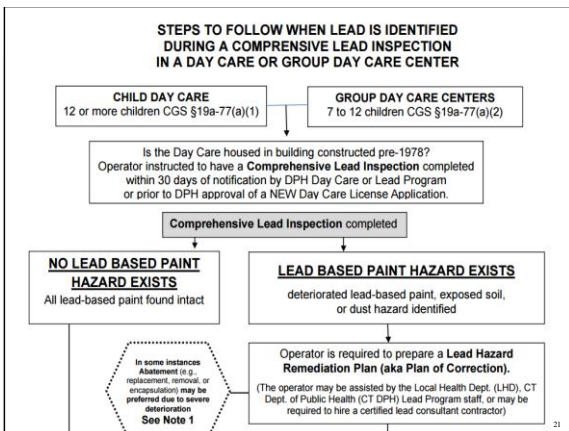 STEPS TO FOLLOW WHEN LEAD IS IDENTIFIED
DURING A COMPRENSIVE LEAD INSPECTION
IN A DAY CARE OR GROUP DAY CARE CENTER
CHILD DAY CARE
12 or more children CGS §19a-77(a)(1)
GROUP DAY CARE CENTERS
7 to 12 children CGS §19a-77(a)(2)
Is the Day Care housed in building constructed pre-1978?
Operator instructed to have a Comprehensive Lead Inspection completed
within 30 days of notification by DPH Day Care or Lead Program
or prior to DPH approval of a NEW Day Care License Application.
Comprehensive Lead Inspection completed
NO LEAD BASED PAINT
HAZARD EXISTS
All lead-based paint found intact
LEAD BASED PAINT HAZARD EXISTS
deteriorated lead-based paint, exposed soil,
or dust hazard identified
In some instances
Abatement (e.g.,
replacement, removal, or
encapsulation) may be
preferred due to severe
deterioration
See Note 1
Operator is required to prepare a Lead Hazard
Remediation Plan (aka Plan of Correction).
(The operator may be assisted by the Local Health Dept. (LHD), CT
Dept. of Public Health (CT DPH) Lead Program staff, or may be
required to hire a certified lead consultant contractor)
21